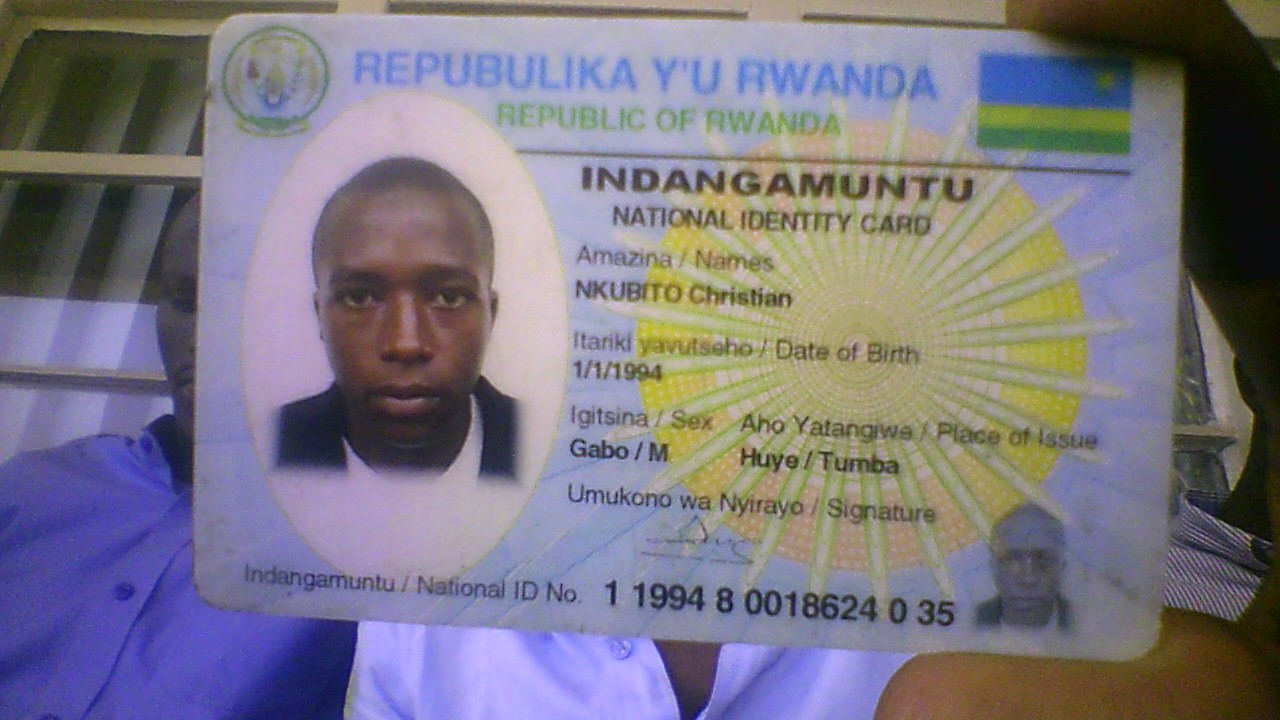 REPUBULIKA Y'U RWANDA
REPUBLIC OF RWANDA
INDANGAMUNTU
NATIONAL IDENTITY CARD
Amazina / Names
NKUBITO Christian
Itariki yavutseho / Date of Birth
1/1/1994
Igitsina / Sex Aho Yatangiwe / Place of Issue
Gabo / M Huye / Tumba
Umukono wa Nyirayo / Signature
Indangamuntu / National ID No. 1 1994 8 0018624 0 35